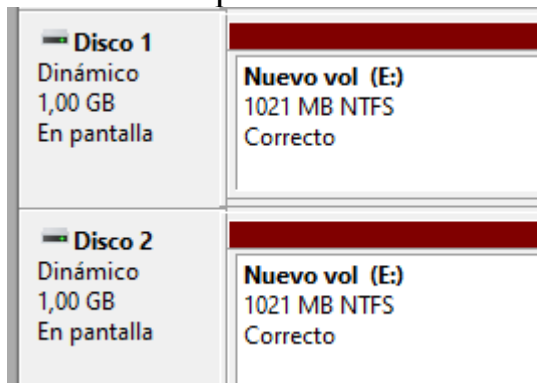 Disco 1
Dinámico
1,00 GB
En pantalla
Nuevo vol (E:)
1021 MB NTFS
Correcto
Disco 2
Dinámico
1,00 GB
En pantalla
Nuevo vol (E:)
1021 MB NTFS
Correcto